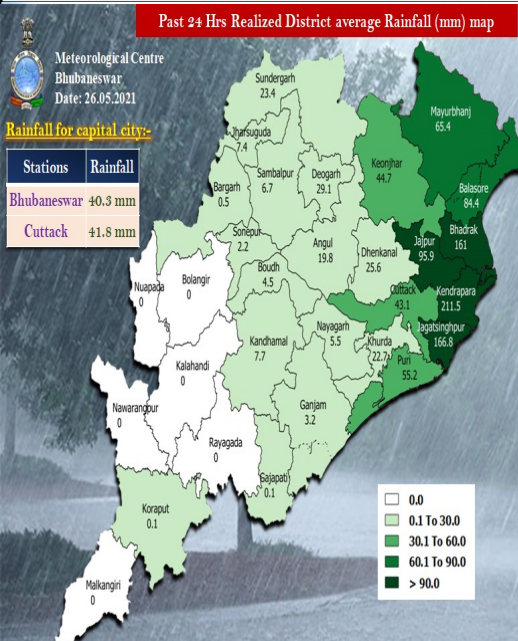 Past 24 Hrs Realized District average Rainfall (mm) map
Meteorological Centre
Bhubaneswar
Date: 26.05.2021
Rainfall for capital city:-
Stations Rainfall
Bhubaneswar 40.3 mm
Cuttack 41.8 mm
Sundergarh
23.4
Jharsuguda
7.4
Mayurbhanj
65.4
Keonjhar
44.7
Sambalpur
6.7
Deogarh
29.1
Bargarh
0.5
Balasore
84.4
Sonepur
2.2
Angul
19.8
Dhenkanal
25.6
Jajpur
95.9
Bhadrak
161
Nuapada
0
Bolangir
0
Boudh
4.5
Cuttack
43.1
Kendrapara
211.5
Jagatsinghpur
166.8
Kandhamal
7.7
Nayagarh
5.5
Khurda
22.7
Puri
55.2
Kalahandi
0
Nawarangpur
0
Ganjam
3.2
Rayagada
0
Gajapati
0.1
Koraput
0.1
Malkangiri
0
0.0
0.1 To 30.0
30.1 To 60.0
60.1 To 90.0
> 90.0